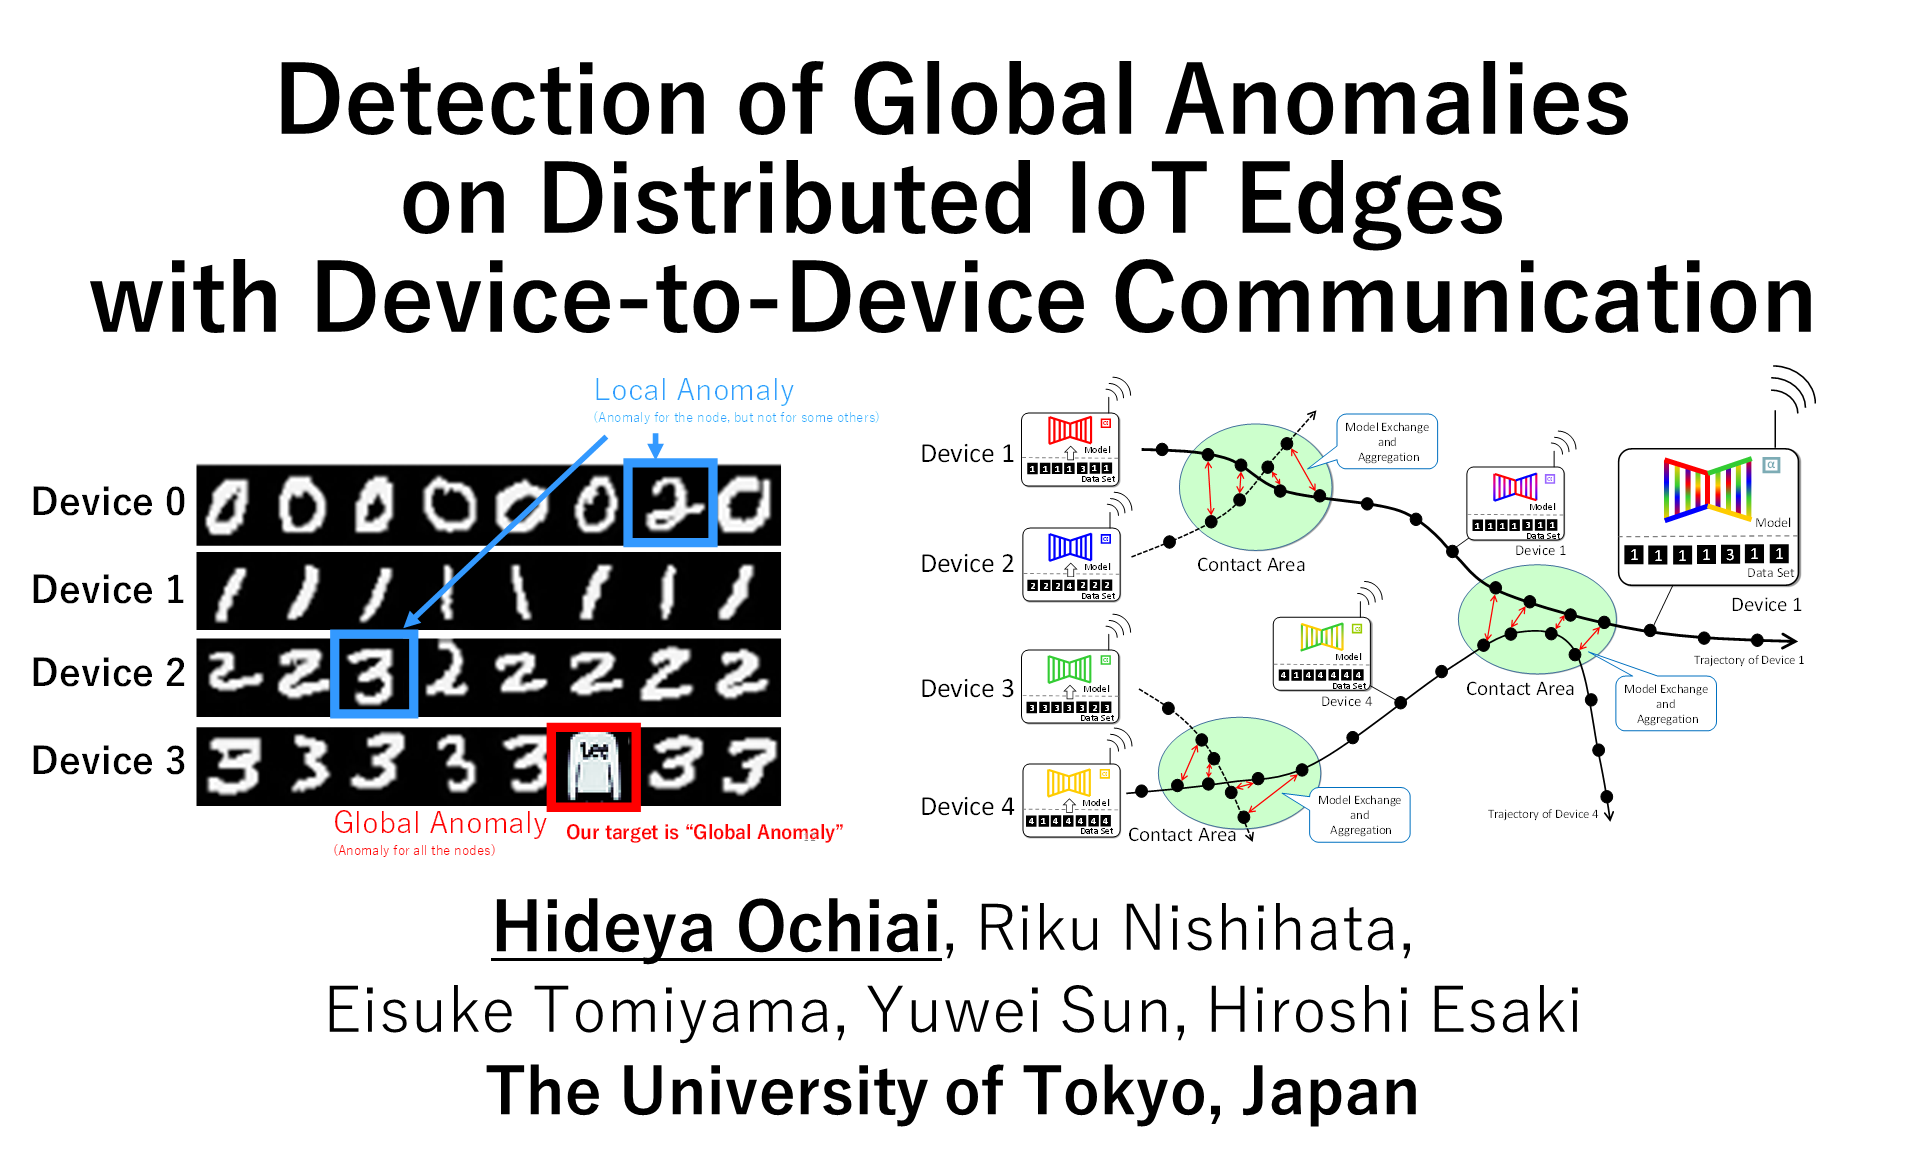 Detection of Global Anomalies
on Distributed IoT Edges
with Device-to-Device Communication
Local Anomaly
(Anomaly for the node, but not for some others)
Device 0
Device 1
Device 2
Device 3
Lee
Global Anomaly
(Anomaly for all the nodes)
Our target is “Global Anomaly”
Device 1
α
Model
1 1 1 1 3 1 1
Data Set
Device 2
α
Model
2 2 2 4 2 2 2
Data Set
Device 3
α
Model
3 3 3 3 3 2 3
Data Set
Device 4
α
Model
4 1 4 4 4 4 4
Data Set
Contact Area
Model Exchange
and
Aggregation
α
Model
1 1 1 1 3 1 1
Data Set
Device 1
α
Model
4 1 4 4 4 4 4
Data Set
Device 4
Contact Area
Model Exchange
and
Aggregation
Contact Area
Model Exchange
and
Aggregation
α
Model
1 1 1 1 3 1 1
Data Set
Device 1
Trajectory of Device 1
Trajectory of Device 4
Hideya Ochiai, Riku Nishihata,
Eisuke Tomiyama, Yuwei Sun, Hiroshi Esaki
The University of Tokyo, Japan